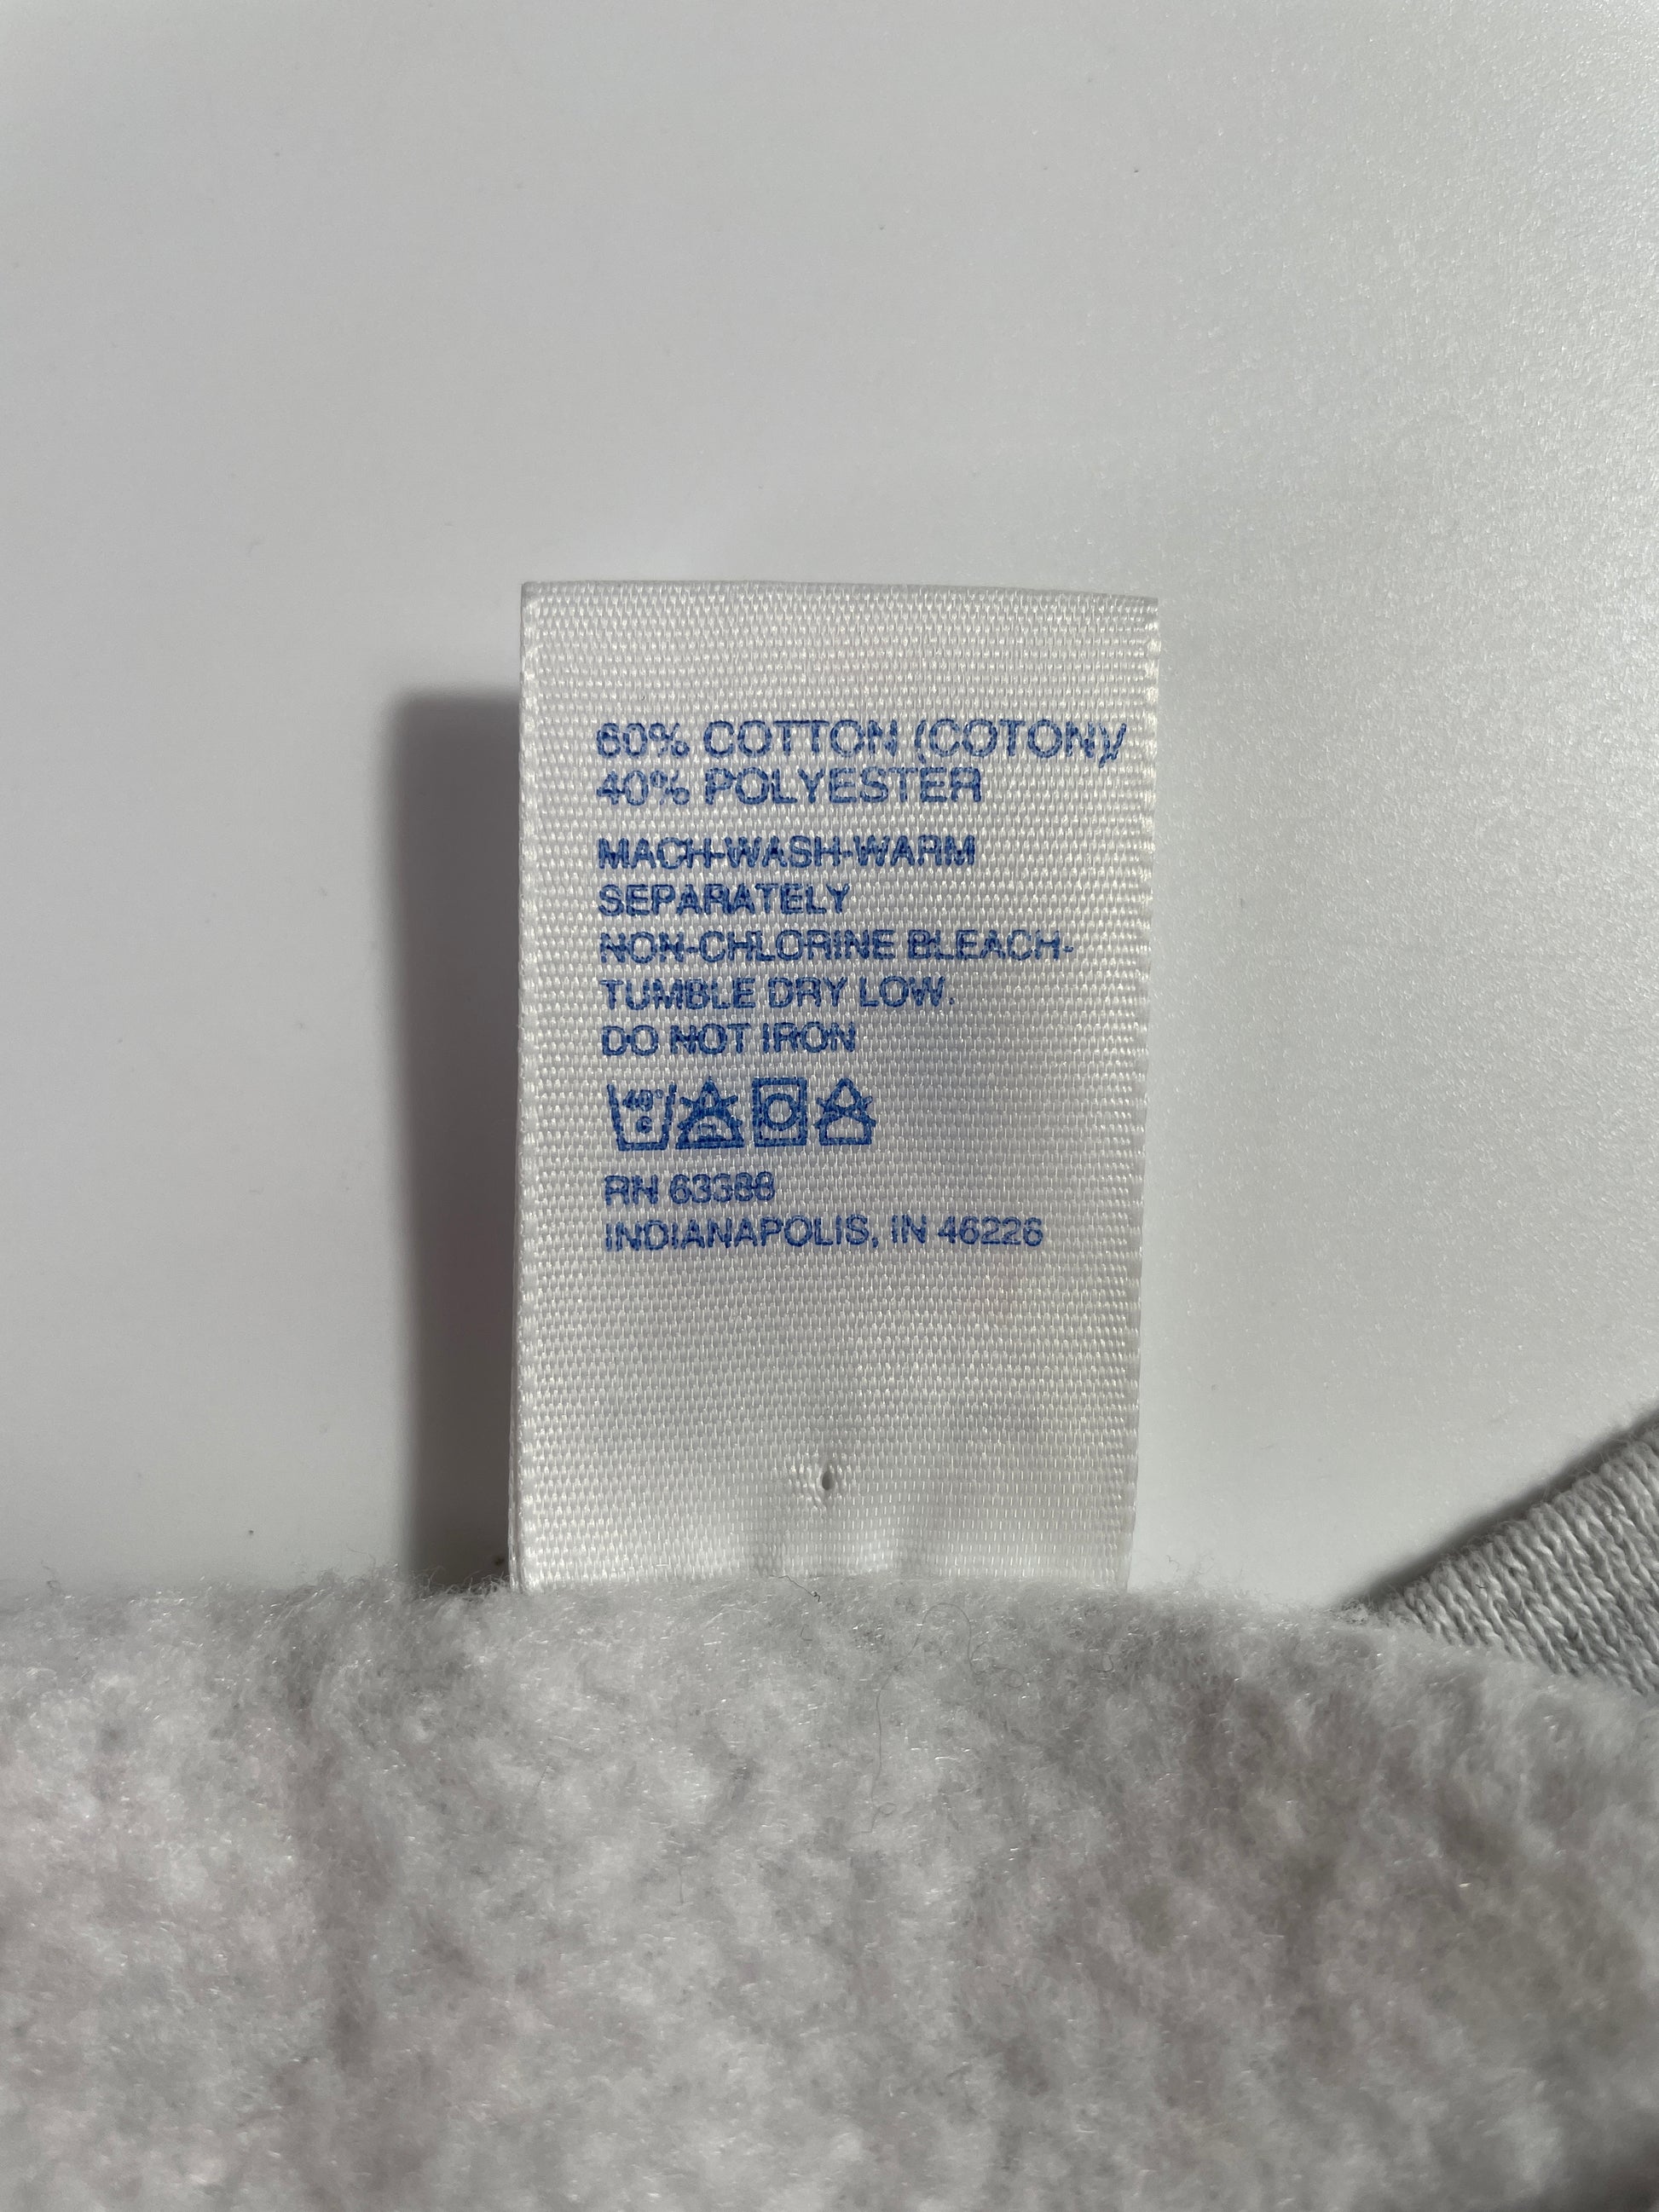 60% COTTON (COTON)/
40% POLYESTER
MACH-WASH-WARM
SEPARATELY
NON-CHLORINE BLEACH-
TUMBLE DRY LOW.
DO NOT IRON
40°
RN 63388
INDIANAPOLIS, IN 46226